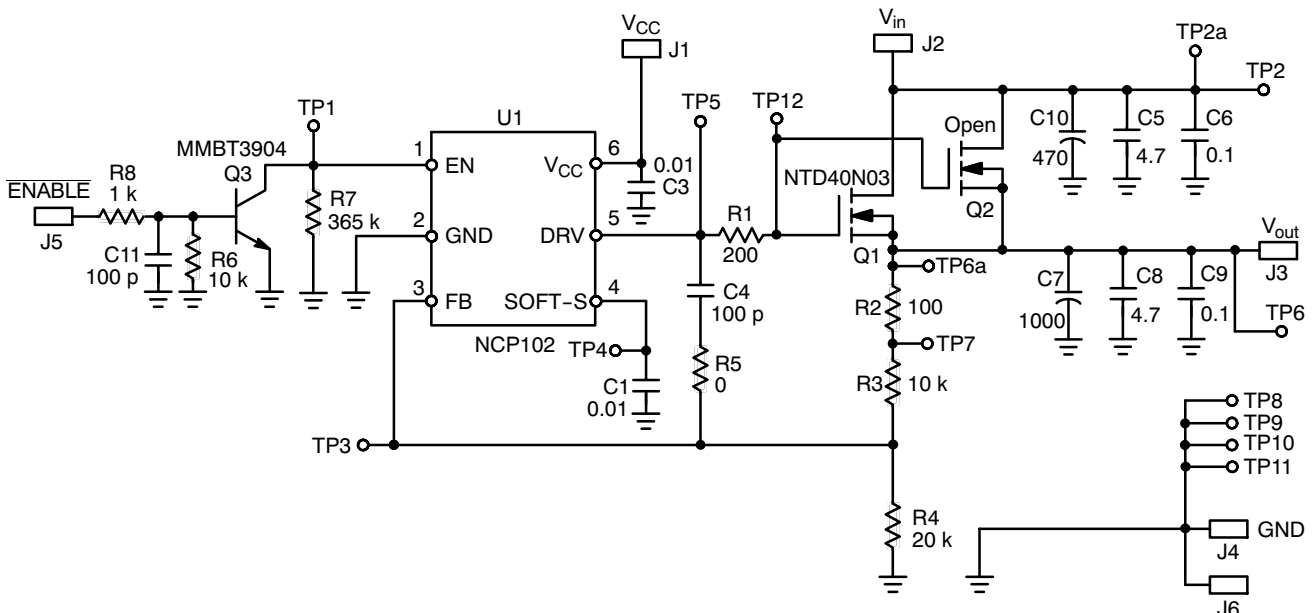 VCC
J1
Vin
J2
TP2a
TP2
TP1
U1
TP5
TP12
Open
C10
470
C5
4.7
C6
0.1
MMBT3904
1
EN
VCC
6
0.01
C3
NTD40N03
Q2
ENABLE
R8
1 k
Q3
R7
365 k
2
GND
DRV
5
R1
200
Q1
Vout
J3
J5
C11
100 p
R6
10 k
3
FB
SOFT-S
4
C4
100 p
TP6a
R2
100
C7
1000
C8
4.7
C9
0.1
TP6
NCP102
TP4
C1
0.01
R5
0
TP7
R3
10 k
TP3
TP8
TP9
TP10
TP11
R4
20 k
GND
J4
J6